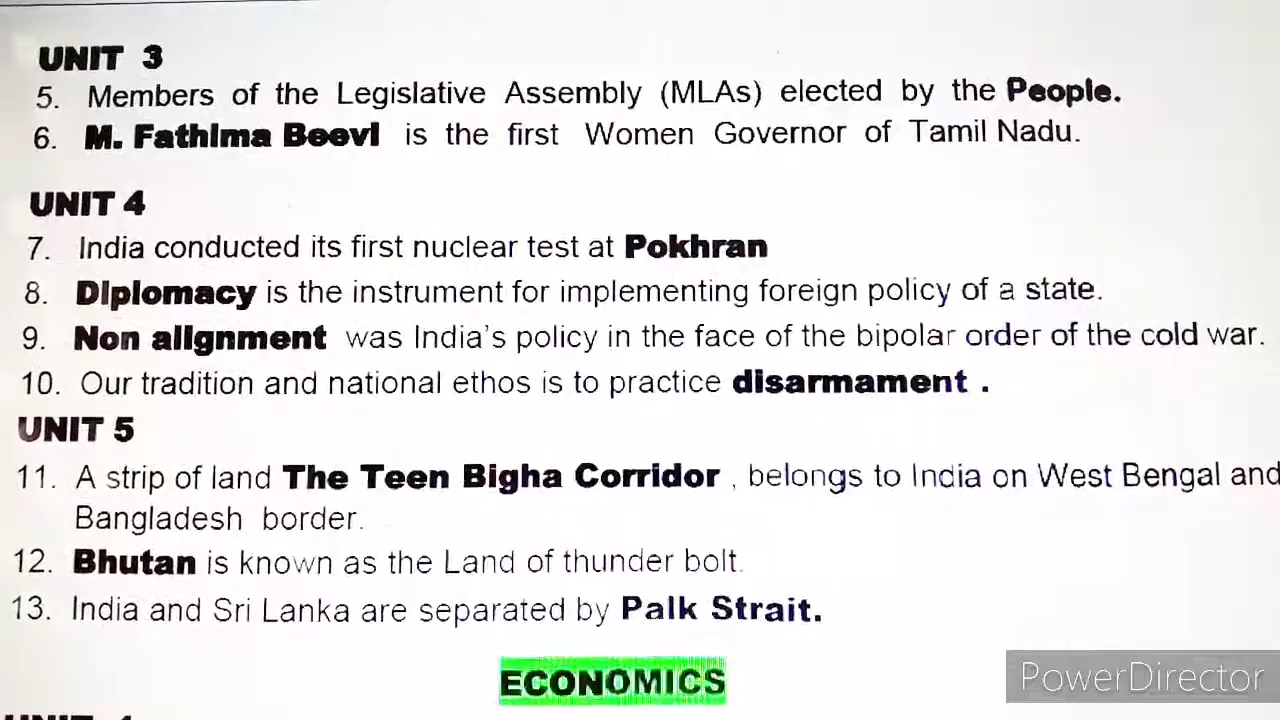 UNIT 3
5. Members of the Legislative Assembly (MLAs) elected by the People.
6. M. Fathima Beevi is the first Women Governor of Tamil Nadu.
UNIT 4
7. India conducted its first nuclear test at Pokhran
8. Diplomacy is the instrument for implementing foreign policy of a state.
9. Non alignment was India's policy in the face of the bipolar order of the cold war.
10. Our tradition and national ethos is to practice disarmament .
UNIT 5
11. A strip of land The Teen Bigha Corridor , belongs to India on West Bengal and
Bangladesh border.
12. Bhutan is known as the Land of thunder bolt.
13. India and Sri Lanka are separated by Palk Strait.
ECONOMICS
PowerDirector